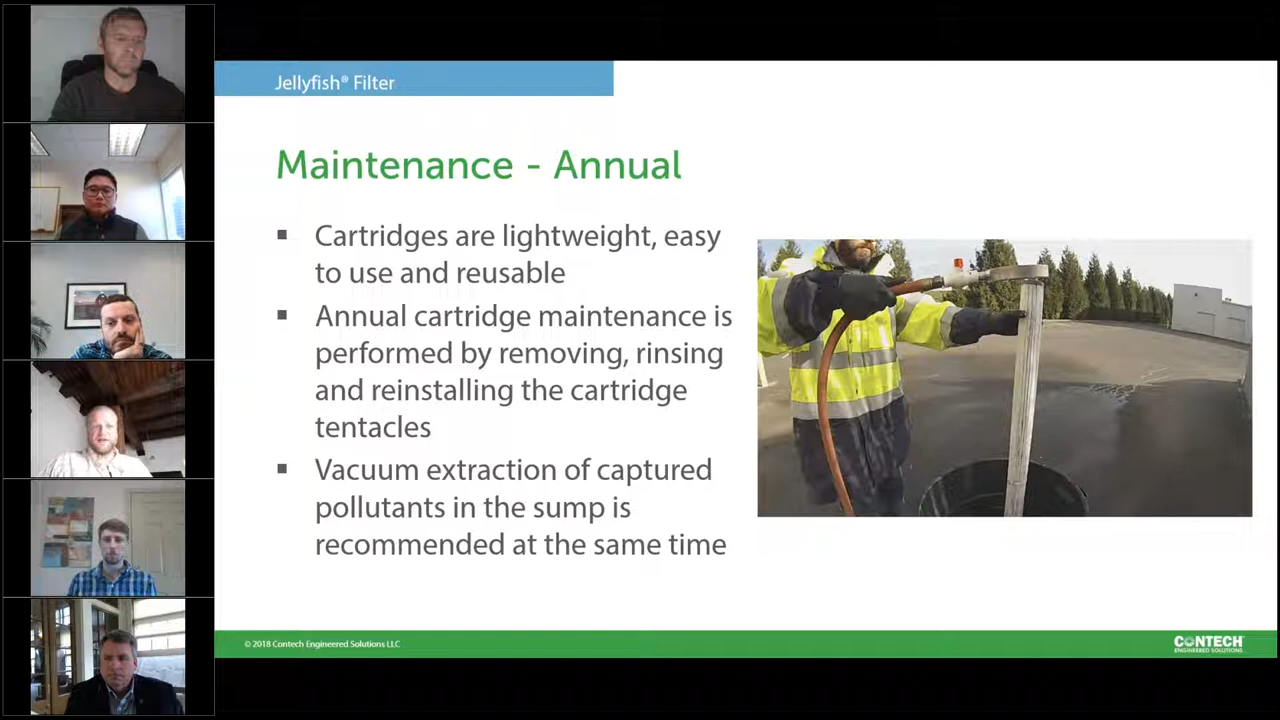 Jellyfish® Filter
Maintenance - Annual
▪ Cartridges are lightweight, easy
to use and reusable
▪ Annual cartridge maintenance is
performed by removing, rinsing
and reinstalling the cartridge
tentacles
▪ Vacuum extraction of captured
pollutants in the sump is
recommended at the same time
© 2018 Contech Engineered Solutions LLC
CONTECH
ENGINEERED SOLUTIONS